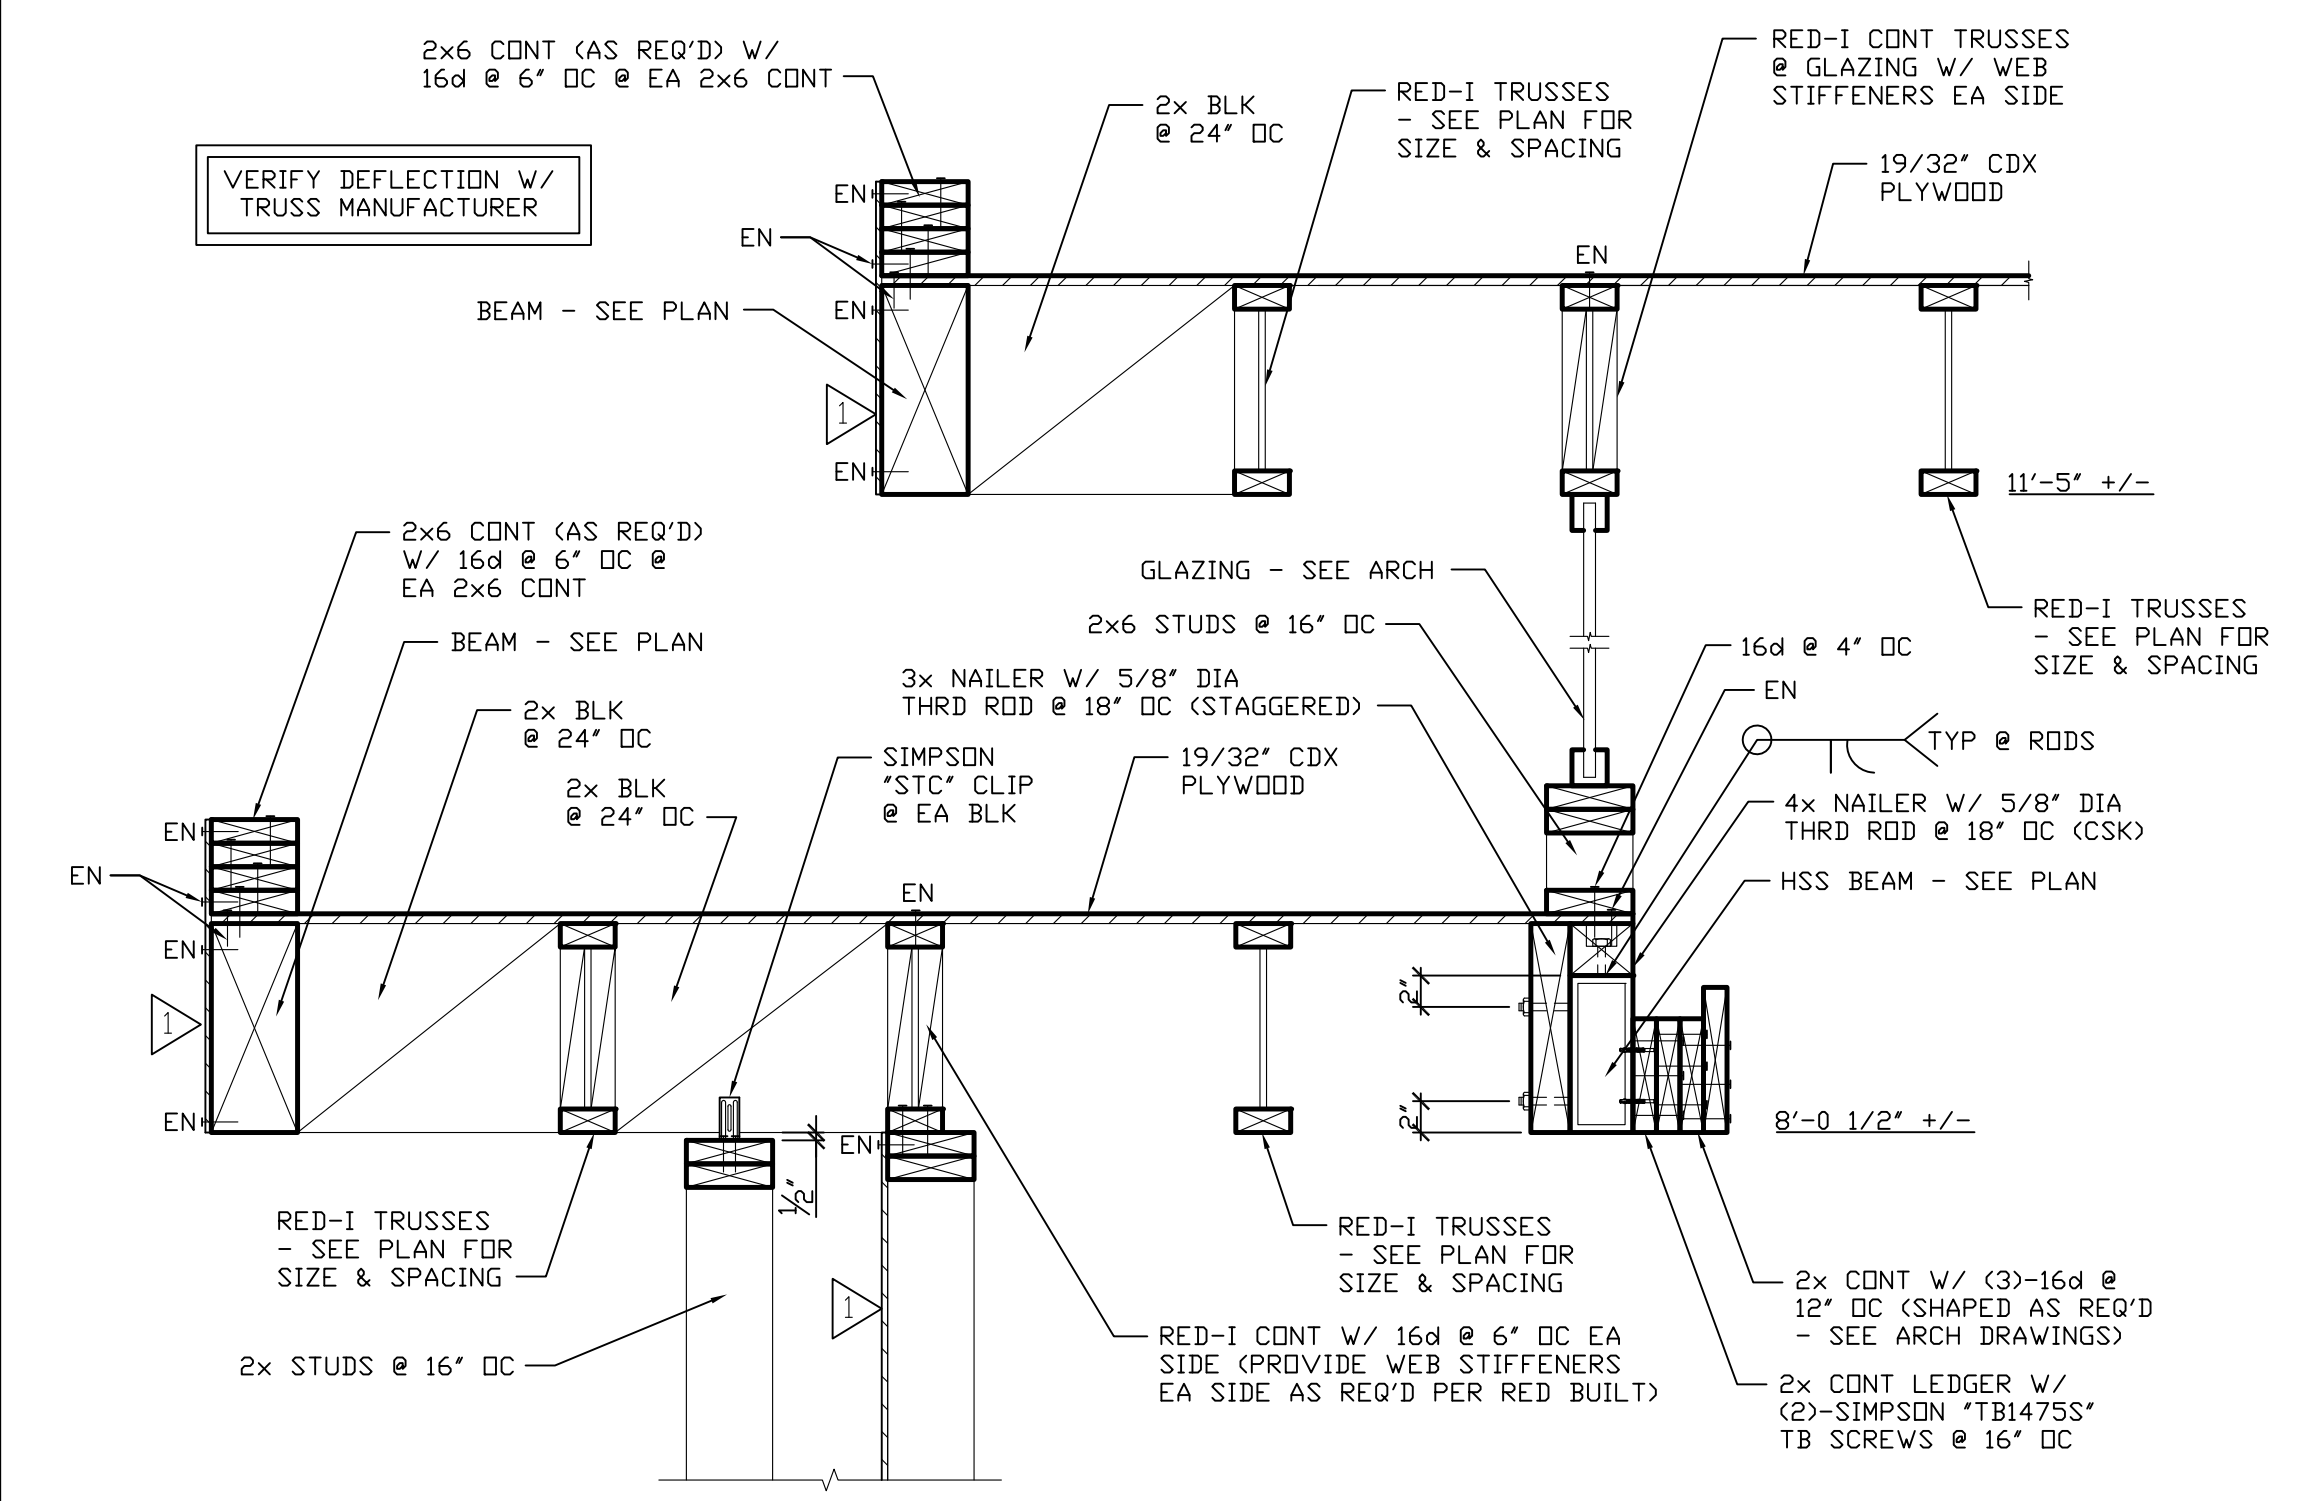 2x6 CONT (AS REQ'D) W/
16d @ 6" OC @ EA 2x6 CONT
RED-I CONT TRUSSES
@ GLAZING W/ WEB
STIFFENERS EA SIDE
2x BLK
@ 24" OC
RED-I TRUSSES
- SEE PLAN FOR
SIZE & SPACING
19/32" CDX
PLYWOOD
VERIFY DEFLECTION W/
TRUSS MANUFACTURER
EN
EN
EN
BEAM - SEE PLAN
EN
1
EN
11'-5" +/-
2x6 CONT (AS REQ'D)
W/ 16d @ 6" OC @
EA 2x6 CONT
GLAZING - SEE ARCH
2x6 STUDS @ 16" OC
RED-I TRUSSES
- SEE PLAN FOR
SIZE & SPACING
BEAM - SEE PLAN
16d @ 4" OC
3x NAILER W/ 5/8" DIA
THRD ROD @ 18" OC (STAGGERED)
EN
2x BLK
@ 24" OC
TYP @ RODS
SIMPSON
"STC" CLIP
@ EA BLK
19/32" CDX
PLYWOOD
2x BLK
@ 24" OC
4x NAILER W/ 5/8" DIA
THRD ROD @ 18" OC (CSK)
EN
EN
EN
HSS BEAM - SEE PLAN
EN
2"
1
2"
EN
EN
8'-0 1/2" +/-
1/2"
RED-I TRUSSES
- SEE PLAN FOR
SIZE & SPACING
RED-I TRUSSES
- SEE PLAN FOR
SIZE & SPACING
1
2x CONT W/ (3)-16d @
12" OC (SHAPED AS REQ'D
- SEE ARCH DRAWINGS)
2x STUDS @ 16" OC
RED-I CONT W/ 16d @ 6" OC EA
SIDE (PROVIDE WEB STIFFENERS
EA SIDE AS REQ'D PER RED BUILT)
2x CONT LEDGER W/
(2)-SIMPSON "TB1475S"
TB SCREWS @ 16" OC